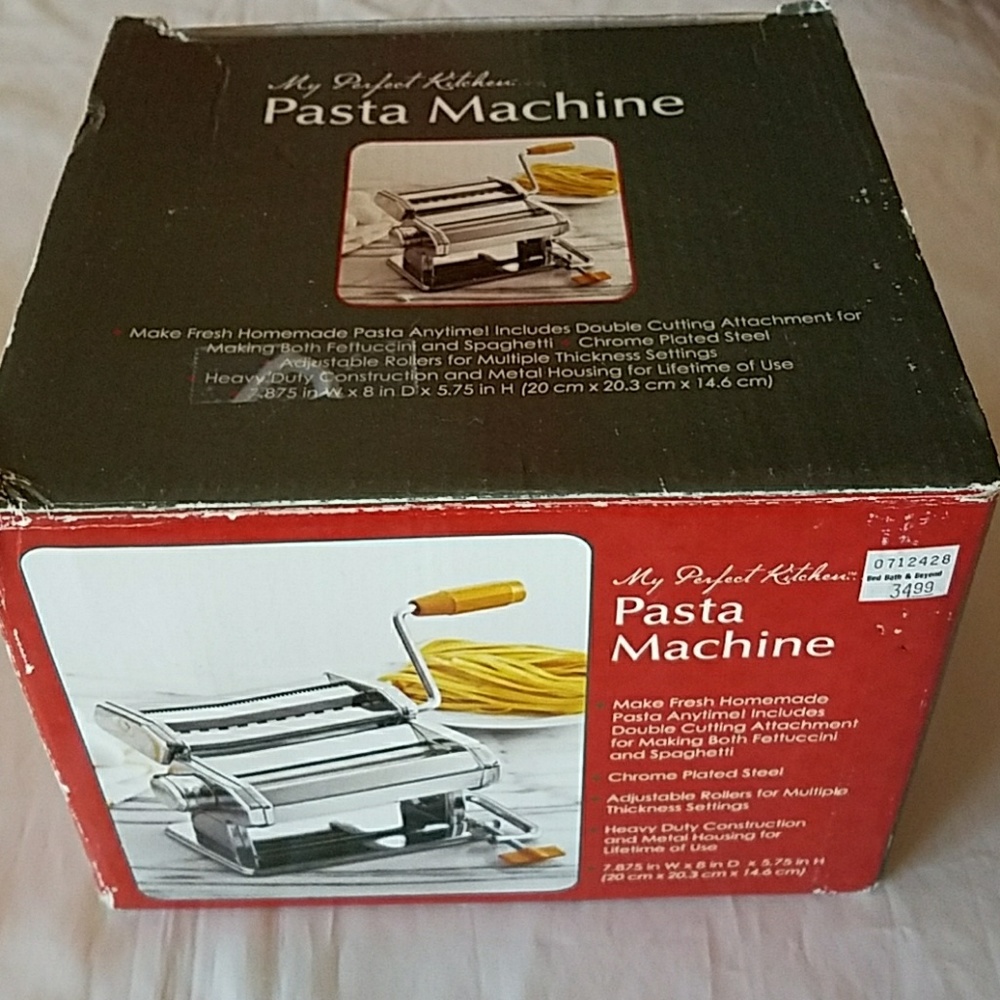 My Perfect Kitchen...
Pasta Machine
Make Fresh Homemade Pasta Anytime! Includes Double Cutting Attachment for
Making Both Fettuccini and Spaghetti • Chrome Plated Steel
Adjustable Rollers for Multiple Thickness Settings
Heavy Duty Construction and Metal Housing for Lifetime of Use
7.875 in W x 8 in D x 5.75 in H (20 cm x 20.3 cm x 14.6 cm)
My Perfect Kitchen...
Pasta
Machine
0712428
Bed Bath & Beyond
3499
Make Fresh Homemade
Pasta Anytime! Includes
Double Cutting Attachment
for Making Both Fettuccini
and Spaghetti
Chrome Plated Steel
Adjustable Rollers for Multiple
Thickness Settings
Heavy Duty Construction
and Metal Housing for
Lifetime of Use
7.875 in W x 8 in D x 5.75 in H
(20 cm x 20.3 cm x 14.6 cm)